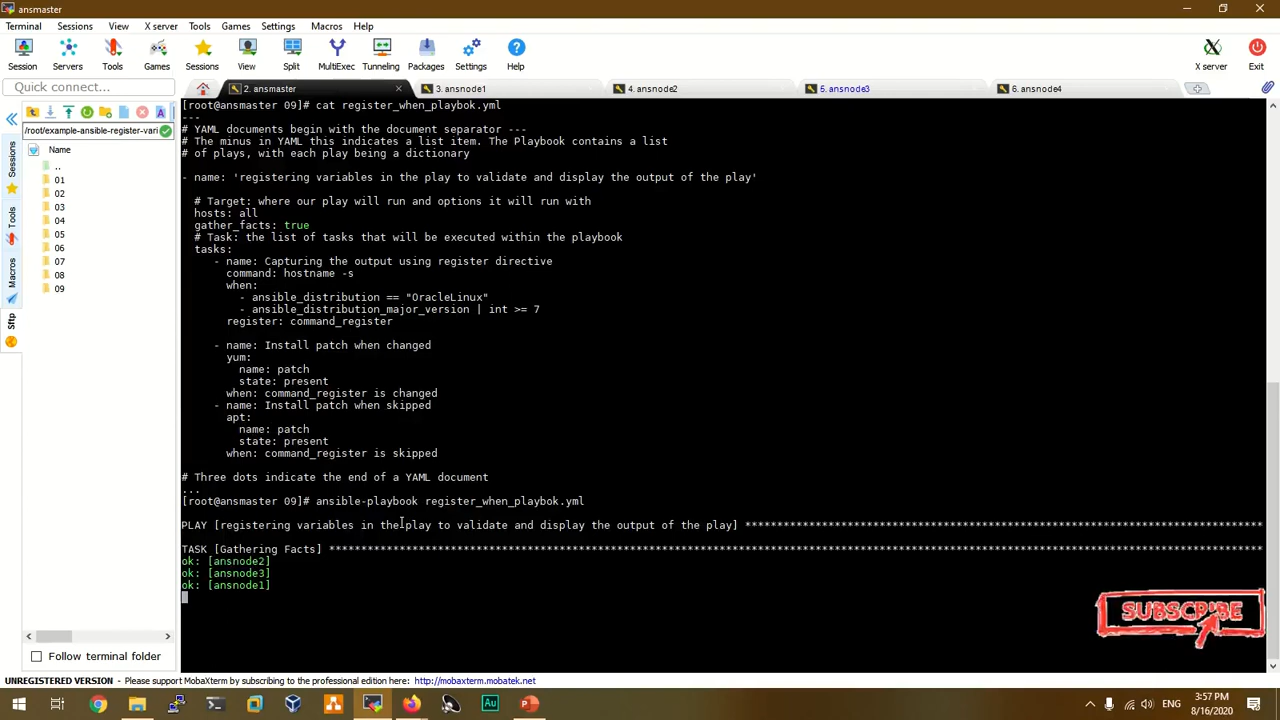 ansmaster
Terminal Sessions View X server Tools Games Settings Macros Help
Session Servers Tools Games Sessions View Split MultiExec Tunneling Packages Settings Help X server Exit
Quick connect...
2. ansmaster
3. ansnode1
4. ansnode2
5. ansnode3
6. ansnode4
/root/example-ansible-register-vari
Name
..
01
02
03
04
05
06
07
08
09
Sessions
Tools
Macros
Sftp
Follow terminal folder
[root@ansmaster 09]# cat register_when_playbok.yml
---
# YAML documents begin with the document separator ---
# The minus in YAML this indicates a list item. The Playbook contains a list
# of plays, with each play being a dictionary
- name: 'registering variables in the play to validate and display the output of the play'
# Target: where our play will run and options it will run with
hosts: all
gather_facts: true
# Task: the list of tasks that will be executed within the playbook
tasks:
- name: Capturing the output using register directive
command: hostname -s
when:
- ansible_distribution == "OracleLinux"
- ansible_distribution_major_version | int >= 7
register: command_register
- name: Install patch when changed
yum:
name: patch
state: present
when: command_register is changed
- name: Install patch when skipped
apt:
name: patch
state: present
when: command_register is skipped
# Three dots indicate the end of a YAML document
...
[root@ansmaster 09]# ansible-playbook register_when_playbok.yml
PLAY [registering variables in the play to validate and display the output of the play] *********************************************************************************
TASK [Gathering Facts] *************************************************************************************************************************************************
ok: [ansnode2]
ok: [ansnode3]
ok: [ansnode1]
SUBSCRIBE
UNREGISTERED VERSION - Please support MobaXterm by subscribing to the professional edition here: http://mobaxterm.mobatek.net
Au
ENG
3:57 PM
8/16/2020